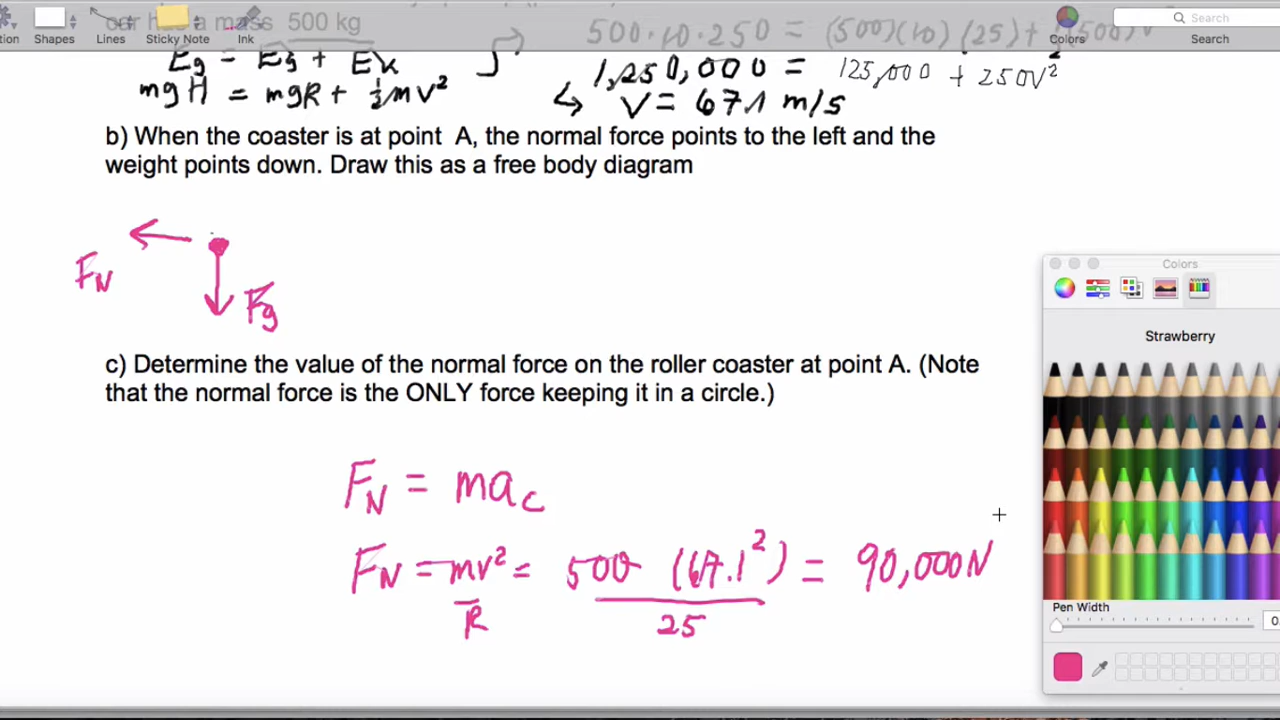 car has a mass 500 kg
tion Shapes Lines Sticky Note Ink Colors Search
Search
500·10·250 = (500)(10)(25) +
Eg = Eg + Ek
1,250,000 = 125,000 + 250V²
mgH = mgR + ½mv²
↳ V = 67.1 m/s
b) When the coaster is at point A, the normal force points to the left and the
weight points down. Draw this as a free body diagram
FN
Fg
c) Determine the value of the normal force on the roller coaster at point A. (Note
that the normal force is the ONLY force keeping it in a circle.)
FN = mac
FN = mv²/R = 500 (67.1²)/25 = 90,000N
Colors
Strawberry
Pen Width
0.